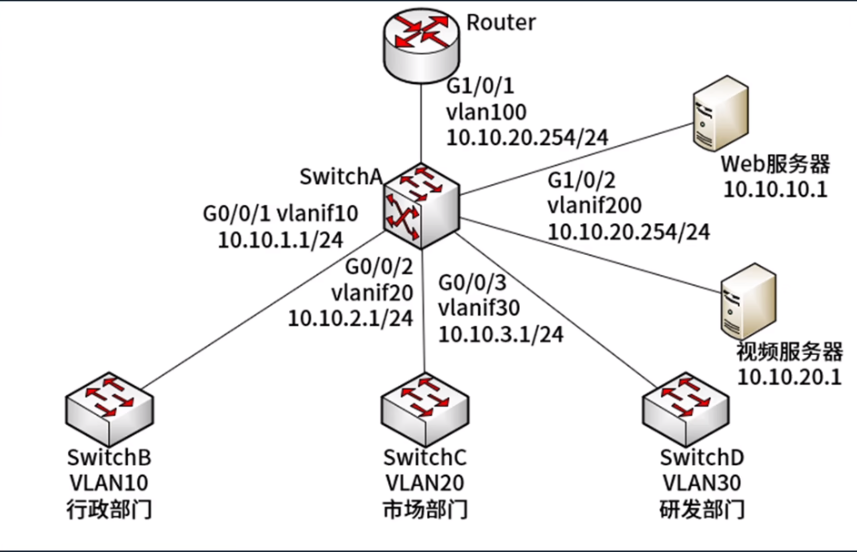 Router
G1/0/1
vlan100
10.10.20.254/24
Web服务器
10.10.10.1
SwitchA
G1/0/2
vlanif200
10.10.20.254/24
G0/0/1 vlanif10
10.10.1.1/24
G0/0/2
vlanif20
10.10.2.1/24
G0/0/3
vlanif30
10.10.3.1/24
视频服务器
10.10.20.1
SwitchB
VLAN10
行政部门
SwitchC
VLAN20
市场部门
SwitchD
VLAN30
研发部门